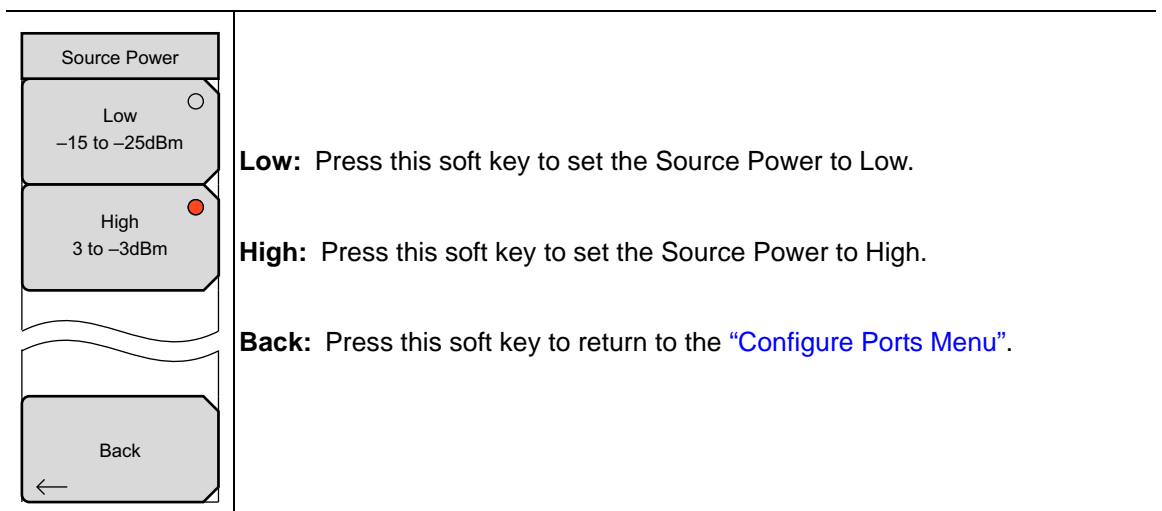 Source Power
Low
–15 to –25dBm
High
3 to –3dBm
Back
Low: Press this soft key to set the Source Power to Low.
High: Press this soft key to set the Source Power to High.
Back: Press this soft key to return to the “Configure Ports Menu”.